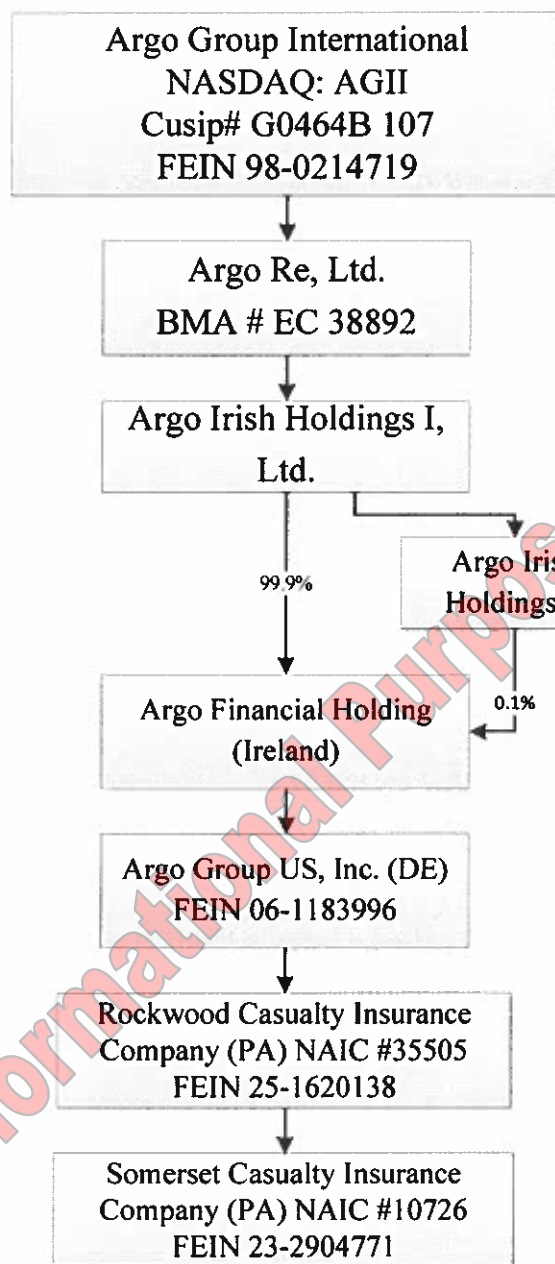 Argo Group International
NASDAQ: AGII
Cusip# G0464B 107
FEIN 98-0214719
Argo Re, Ltd.
BMA # EC 38892
Argo Irish Holdings I,
Ltd.
99.9%
Argo
Holdings
0.1%
Argo Financial Holding
(Ireland)
Argo Group US, Inc. (DE)
FEIN 06-1183996
Rockwood Casualty Insurance
Company (PA) NAIC #35505
FEIN 25-1620138
Somerset Casualty Insurance
Company (PA) NAIC #10726
FEIN 23-2904771